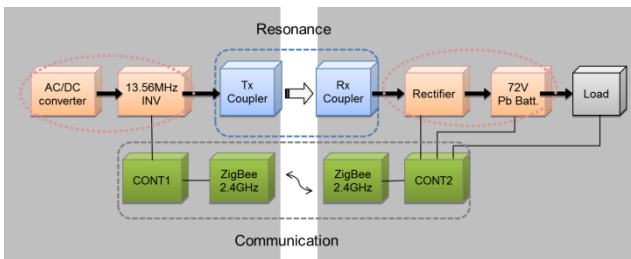 Resonance
AC/DC
converter
13.56MHz
INV
Tx
Coupler
Rx
Coupler
Rectifier
72V
Pb Batt.
Load
CONT1
ZigBee
2.4GHz
ZigBee
2.4GHz
CONT2
Communication